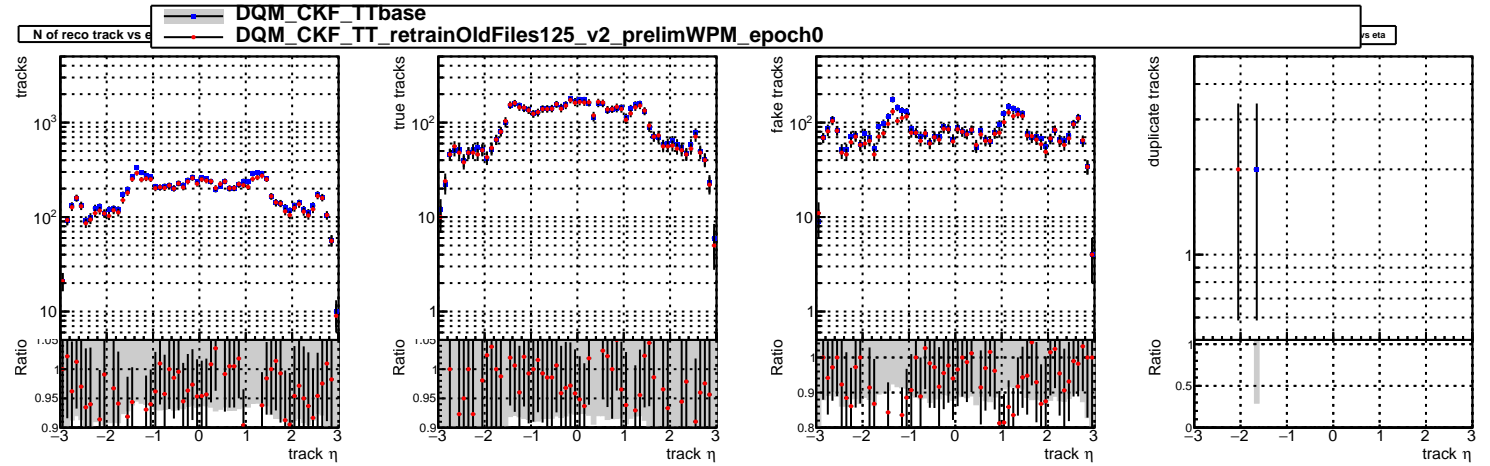 DQM_CKF_TTbase
DQM_CKF_TT_retrainOldFiles125_v2_prelimWPM_epoch0
N of reco track vs e
vs eta
tracks
10³
10²
10
Ratio
1.05
1
0.95
0.9
−3 −2 −1 0 1 2 3
track η
true tracks
10²
10
1
Ratio
1.05
1
0.95
0.9
−3 −2 −1 0 1 2 3
track η
fake tracks
10²
10
1
Ratio
1
0.9
0.8
−3 −2 −1 0 1 2 3
track η
duplicate tracks
1
Ratio
1
0.5
0
−3 −2 −1 0 1 2 3
track η